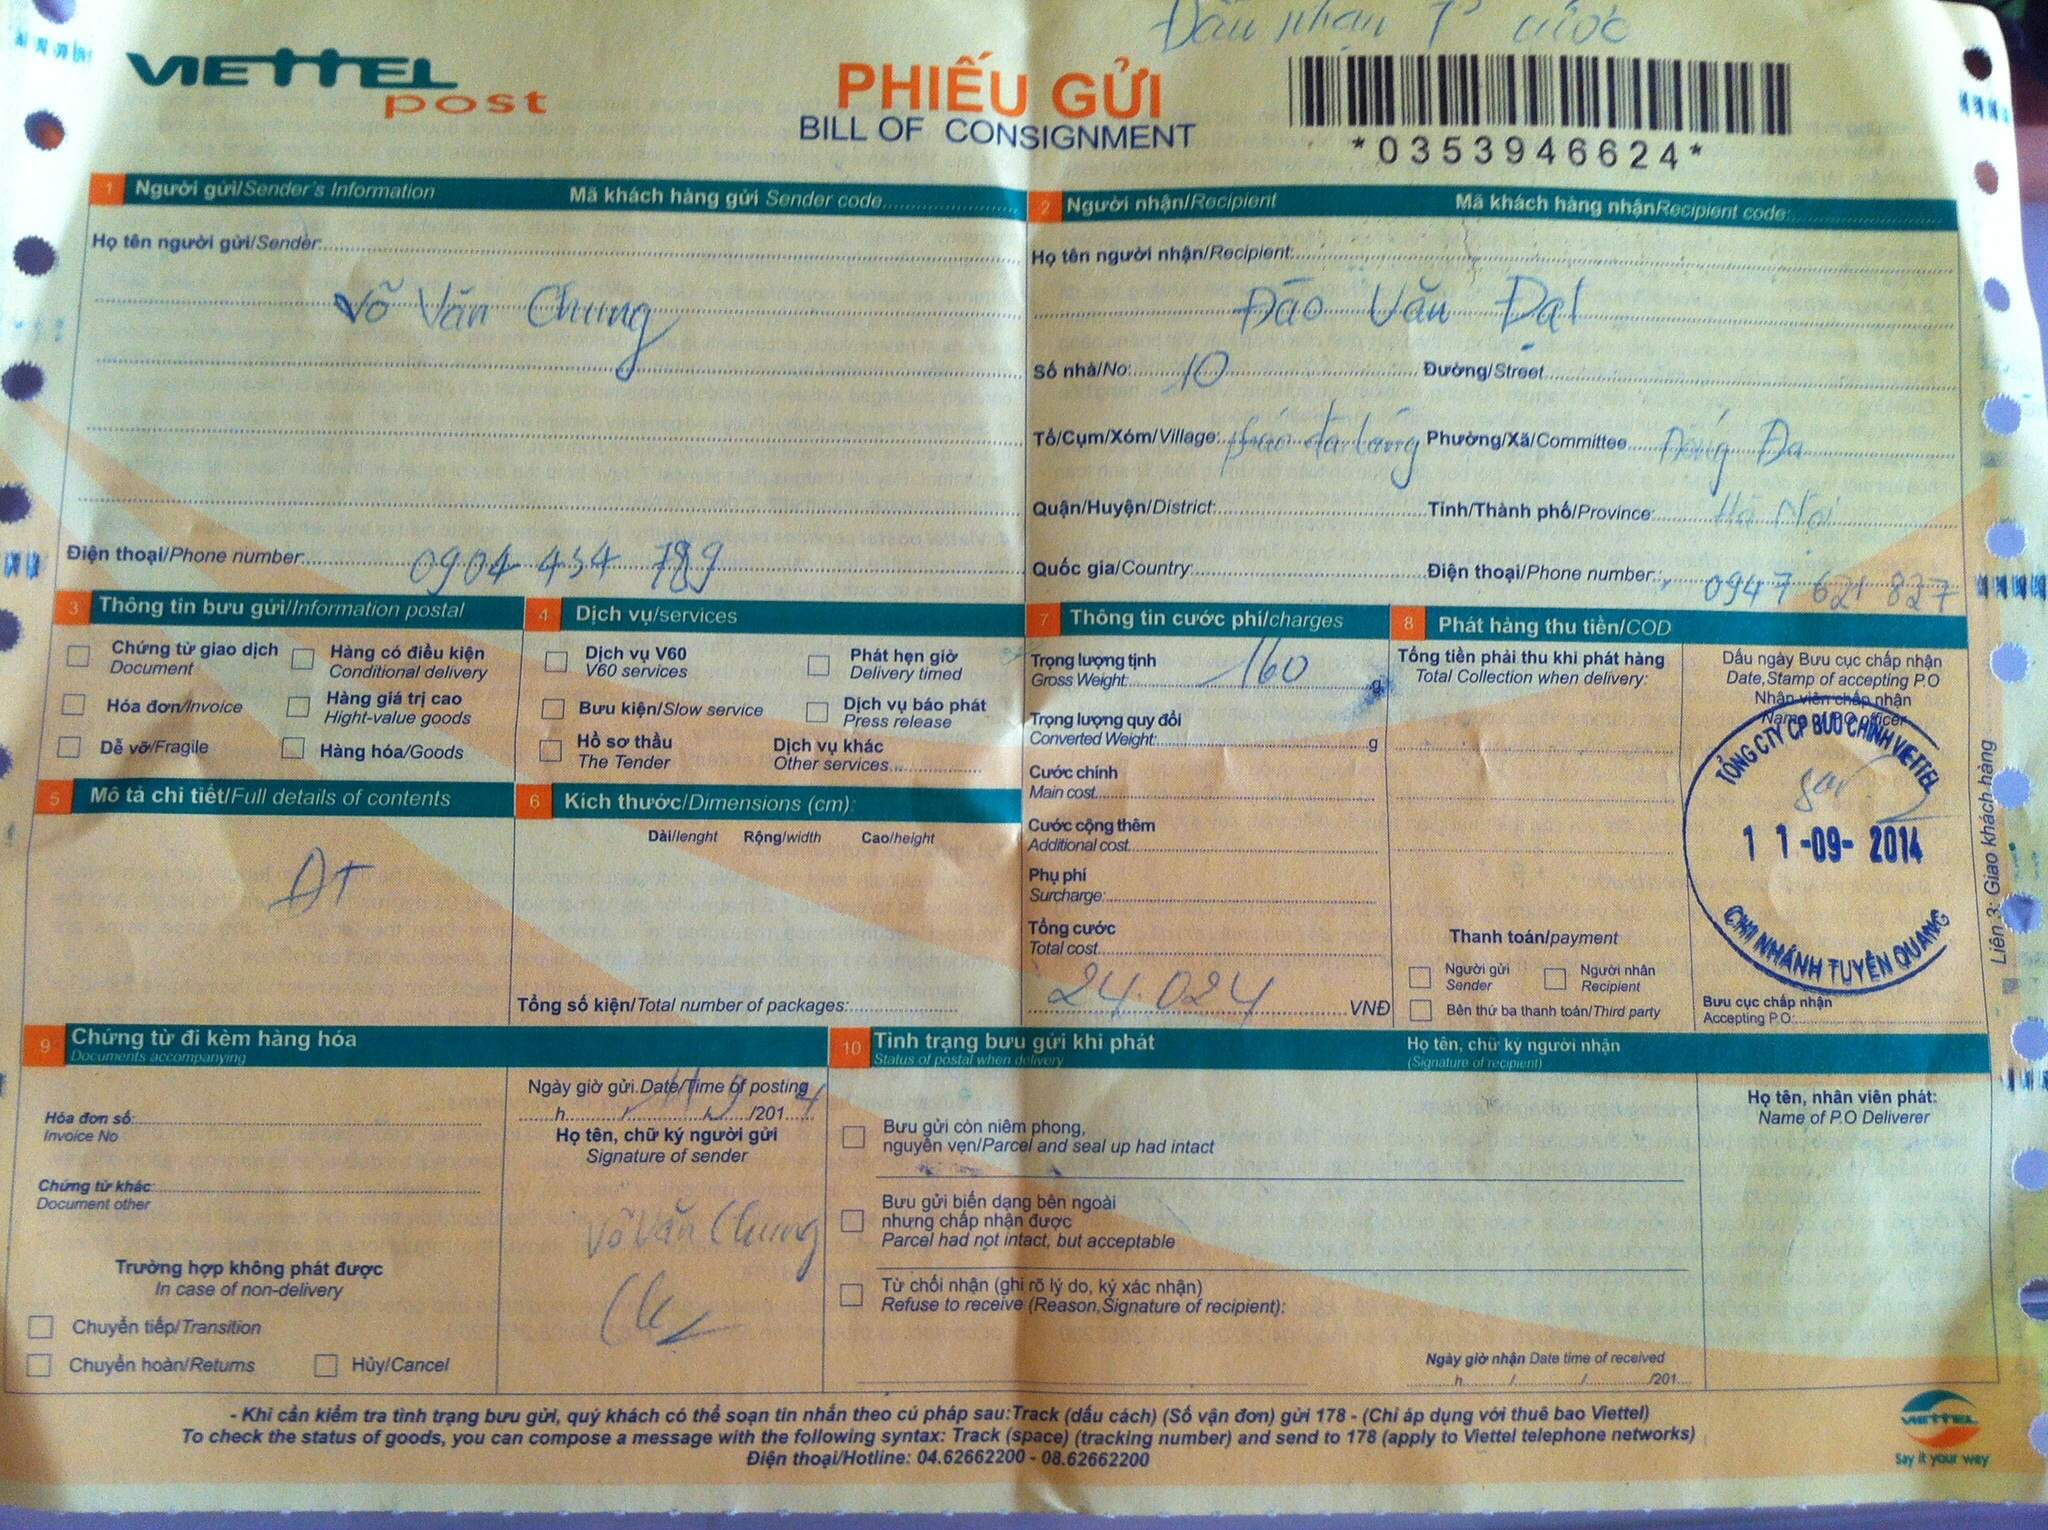 Đầu nhận T² cước
VIETTEL
post
PHIẾU GỬI
BILL OF CONSIGNMENT
*0353946624*
1 Người gửi/Sender's Information Mã khách hàng gửi Sender code
Họ tên người gửi/Sender:
Võ Văn Chung
Điện thoại/Phone number: 0904 434 789
2 Người nhận/Recipient Mã khách hàng nhận Recipient code:
Họ tên người nhận/Recipient:
Đào Văn Đạt
Số nhà/No: 10 Đường/Street
Tổ/Cụm/Xóm/Village: pháo đài láng Phường/Xã/Committee Đống Đa
Quận/Huyện/District: Tỉnh/Thành phố/Province: Hà Nội
Quốc gia/Country: Điện thoại/Phone number: 0947 621 827
3 Thông tin bưu gửi/Information postal
Chứng từ giao dịch
Document
Hàng có điều kiện
Conditional delivery
Hóa đơn/Invoice
Hàng giá trị cao
Hight-value goods
Dễ vỡ/Fragile
Hàng hóa/Goods
4 Dịch vụ/services
Dịch vụ V60
V60 services
Phát hẹn giờ
Delivery timed
Bưu kiện/Slow service
Dịch vụ báo phát
Press release
Hồ sơ thầu
The Tender
Dịch vụ khác
Other services
5 Mô tả chi tiết/Full details of contents
ĐT
6 Kích thước/Dimensions (cm):
Dài/lenght Rộng/width Cao/height
Tổng số kiện/Total number of packages:
7 Thông tin cước phí/charges
Trọng lượng tịnh
Gross Weight: 160 g
Trọng lượng quy đổi
Converted Weight: g
Cước chính
Main cost
Cước cộng thêm
Additional cost
Phụ phí
Surcharge:
Tổng cước
Total cost
24.024 VNĐ
8 Phát hàng thu tiền/COD
Tổng tiền phải thu khi phát hàng
Total Collection when delivery:
Thanh toán/payment
Người gửi
Sender
Người nhân
Recipient
Bên thứ ba thanh toán/Third party
Dấu ngày Bưu cục chấp nhận
Date,Stamp of accepting P.O
Nhân viên chấp nhận
Name of P.O officer
TỔNG CTY CP BƯU CHÍNH VIETTEL
11-09-2014
CHI NHÁNH TUYÊN QUANG
Bưu cục chấp nhận
Accepting P.O:
Liên 3: Giao khách hàng
9 Chứng từ đi kèm hàng hóa
Documents accompanying
Hóa đơn số:
Invoice No
Chứng từ khác:
Document other
Trường hợp không phát được
In case of non-delivery
Chuyển tiếp/Transition
Chuyển hoàn/Returns
Hủy/Cancel
Ngày giờ gửi.Date/Time of posting
h 11 9 /2014
Họ tên, chữ ký người gửi
Signature of sender
Võ Văn Chung
10 Tình trạng bưu gửi khi phát
Status of postal when delivery
Họ tên, chữ ký người nhận
(Signature of recipient)
Bưu gửi còn niêm phong,
nguyên vẹn/Parcel and seal up had intact
Bưu gửi biến dạng bên ngoài
nhưng chấp nhận được
Parcel had not intact, but acceptable
Từ chối nhận (ghi rõ lý do, ký xác nhận)
Refuse to receive (Reason,Signature of recipient):
Ngày giờ nhận Date time of received
h / / /201
Họ tên, nhân viên phát:
Name of P.O Deliverer
- Khi cần kiểm tra tình trạng bưu gửi, quý khách có thể soạn tin nhắn theo cú pháp sau:Track (dấu cách) (Số vận đơn) gửi 178 - (Chỉ áp dụng với thuê bao Viettel)
To check the status of goods, you can compose a message with the following syntax: Track (space) (tracking number) and send to 178 (apply to Viettel telephone networks)
Điện thoại/Hotline: 04.62662200 - 08.62662200
VIETTEL
Say it your way